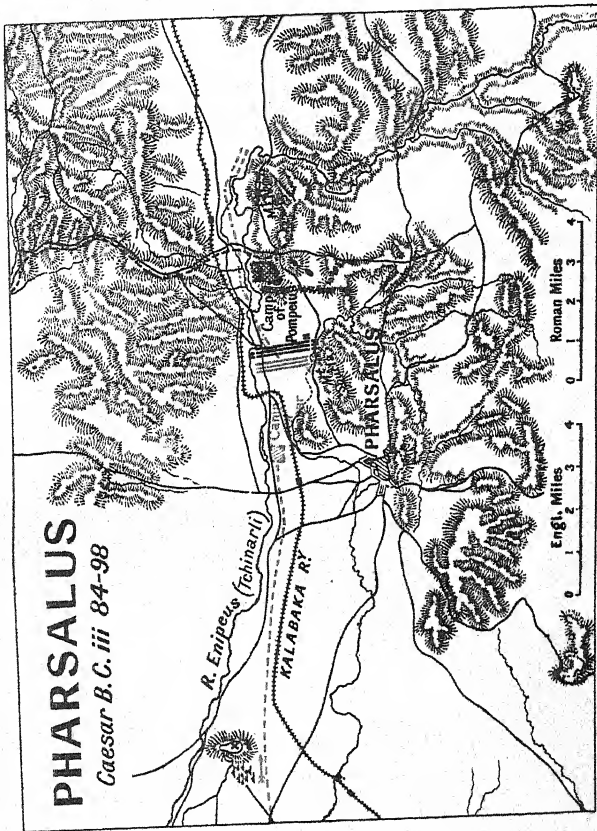 PHARSALUS
Caesar B. C. iii 84-98
R. Enipeus (Tchinarli)
KALABAKA RY
Camp
Camp
of
Pompeius
PHARSALUS
Engl. Miles
0 1 2 3 4
Roman Miles
0 1 2 3 4